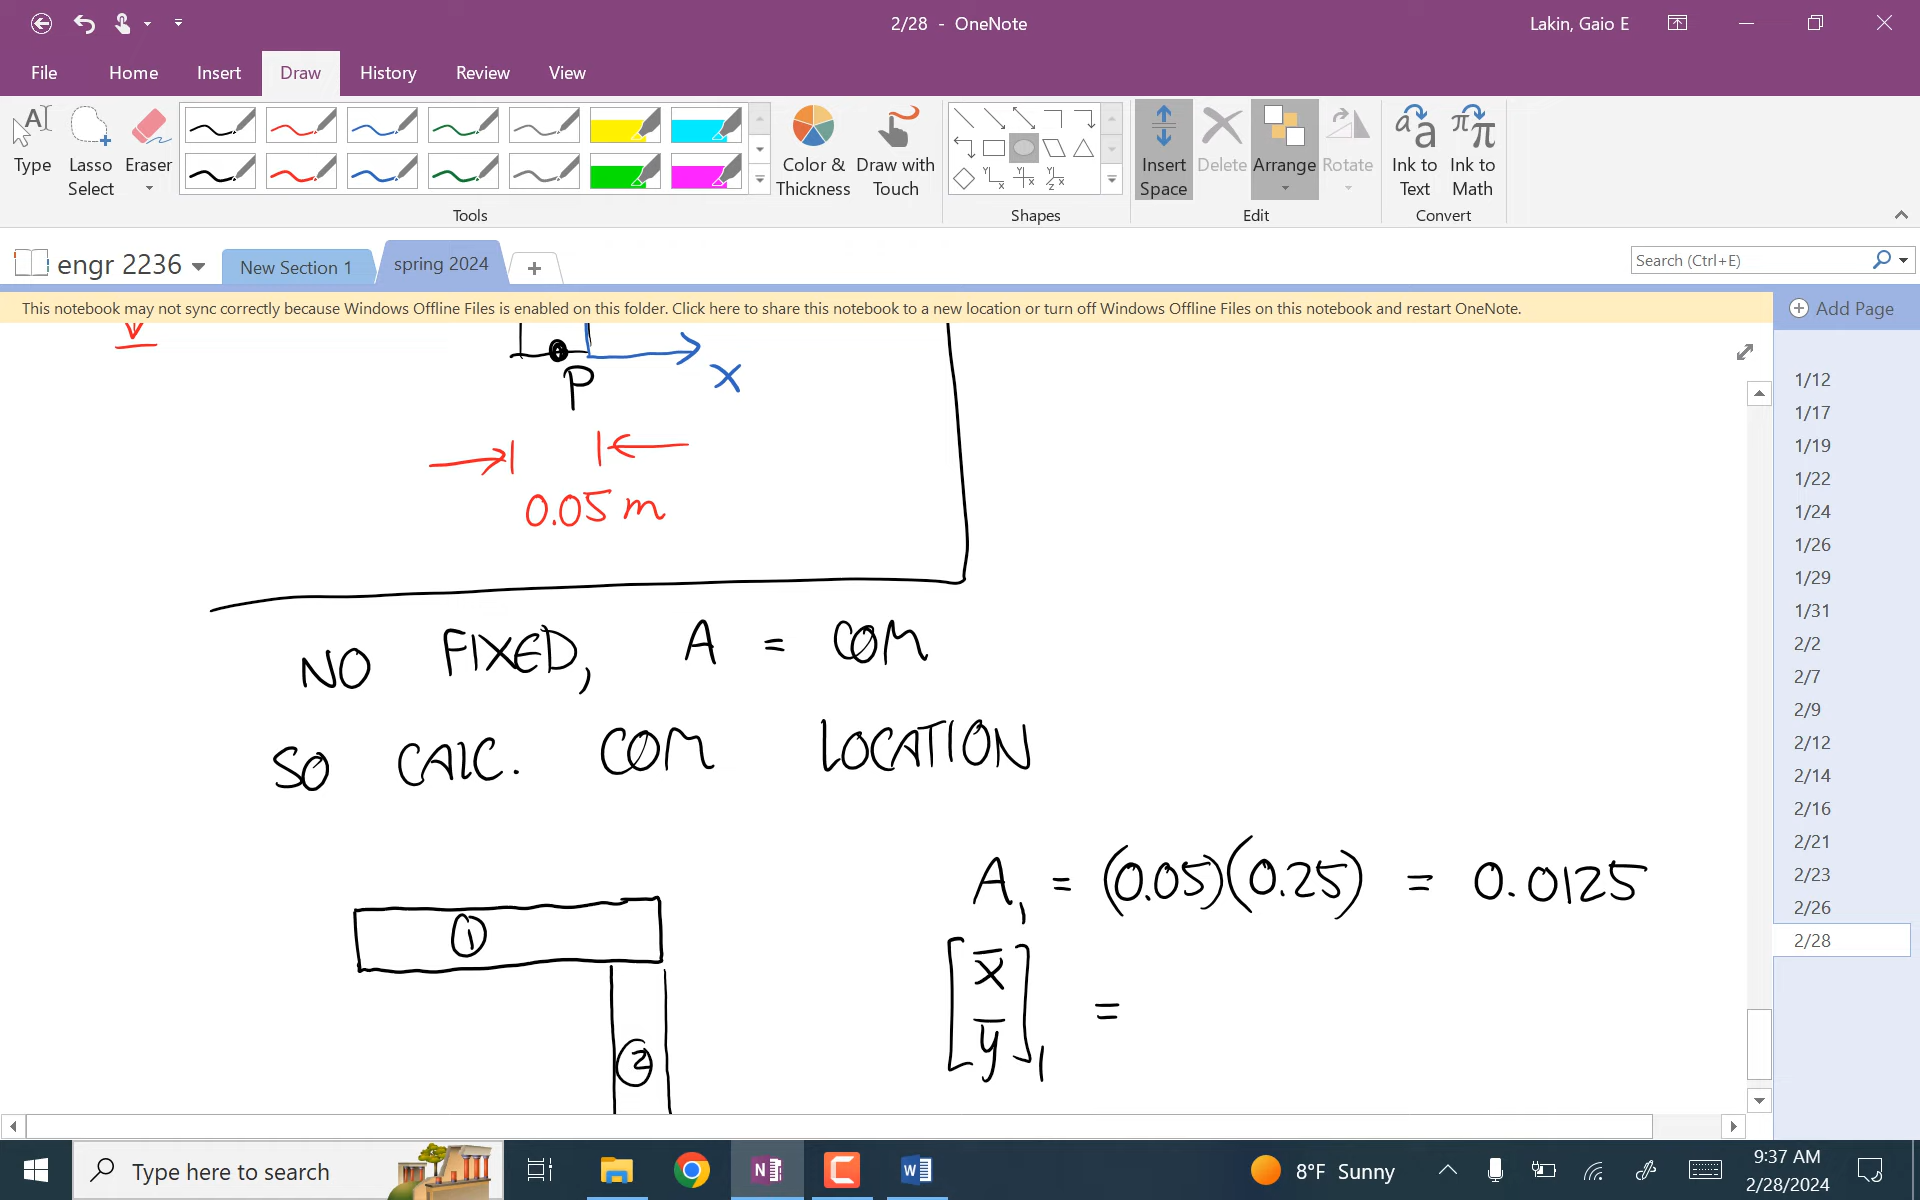 2/28 - OneNote
Lakin, Gaio E
File Home Insert Draw History Review View
Type
Lasso Select
Eraser
Color & Thickness
Draw with Touch
Insert Space
Delete
Arrange
Rotate
Ink to Text
Ink to Math
Tools
Shapes
Edit
Convert
engr 2236
New Section 1
spring 2024
Search (Ctrl+E)
This notebook may not sync correctly because Windows Offline Files is enabled on this folder. Click here to share this notebook to a new location or turn off Windows Offline Files on this notebook and restart OneNote.
Add Page
1/12
1/17
1/19
1/22
1/24
1/26
1/29
1/31
2/2
2/7
2/9
2/12
2/14
2/16
2/21
2/23
2/26
2/28
P
x
0.05 m
NO FIXED, A = COM
SO CALC. COM LOCATION
A₁ = (0.05)(0.25) = 0.0125
①
②
[x̅ y̅]₁ =
Type here to search
8°F Sunny
9:37 AM
2/28/2024